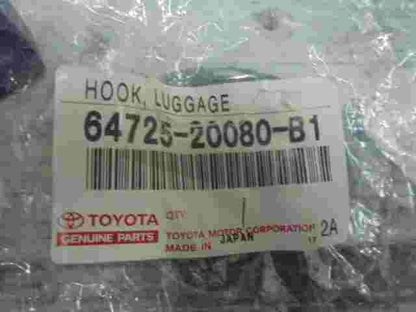 HOOK, LUGGAGE
64725-20080-B1
TOYOTA QTY 1
GENUINE PARTS
TOYOTA MOTOR CORPORATION 2A
MADE IN JAPAN